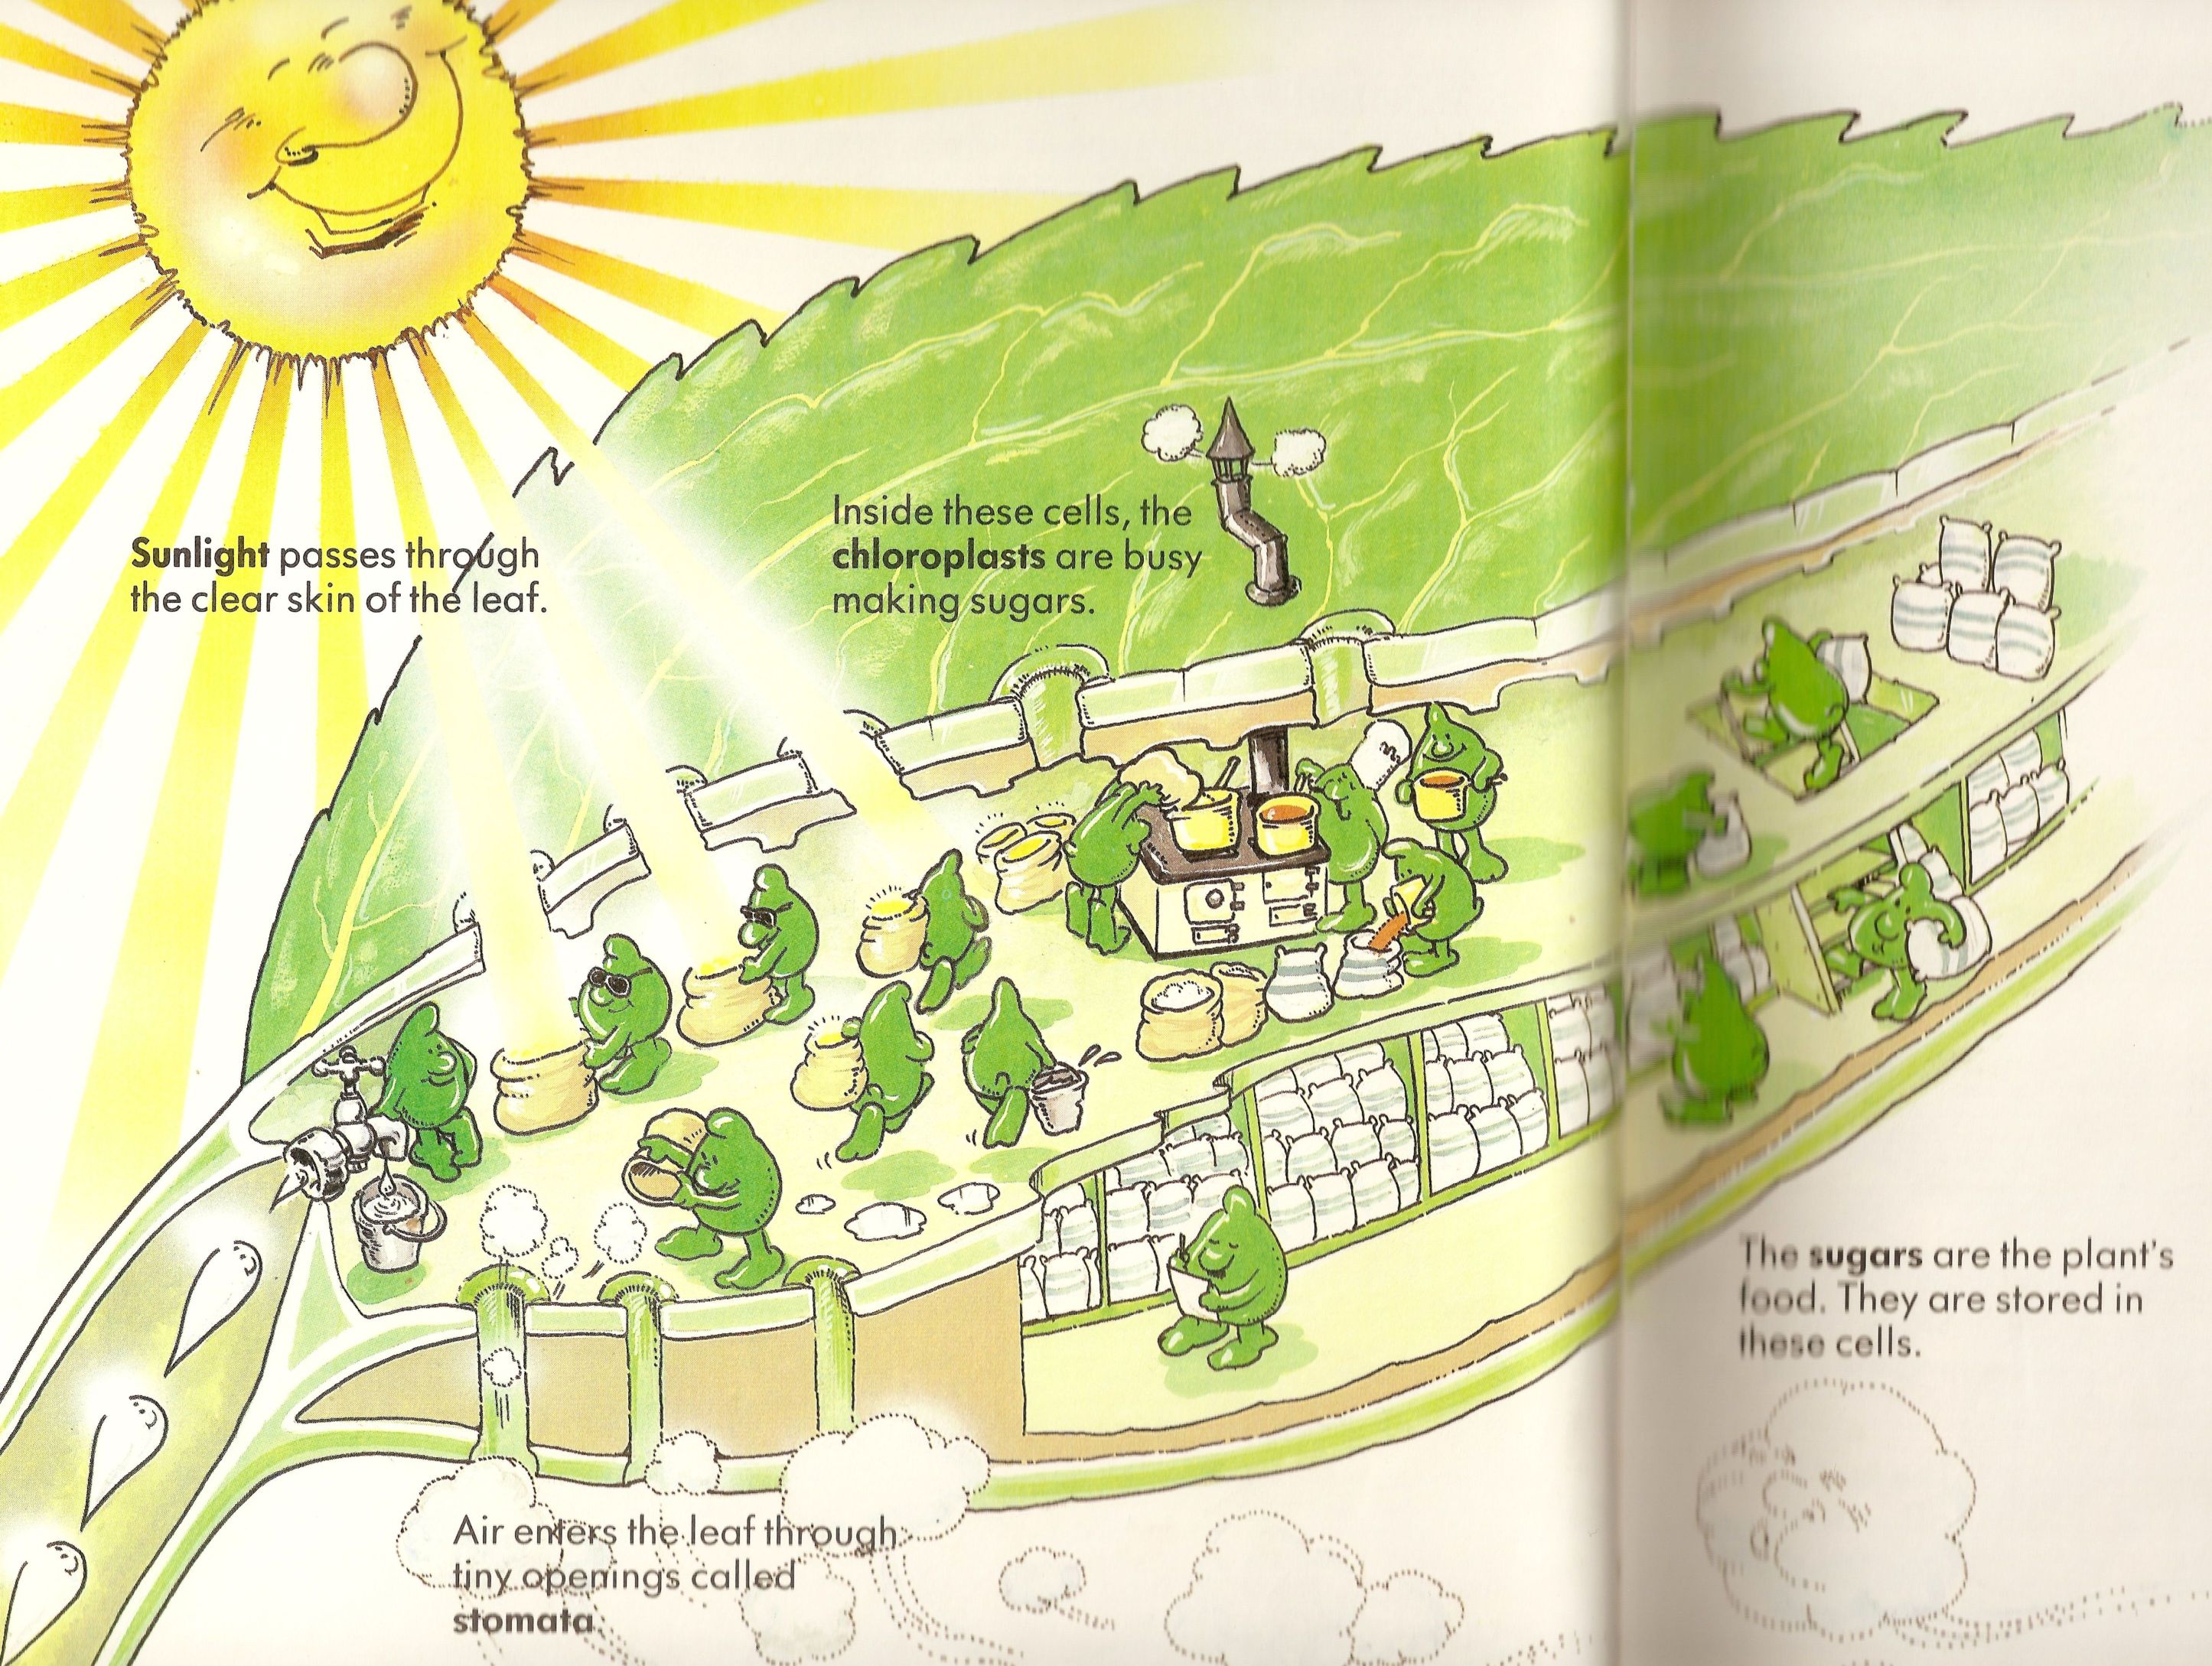 Sunlight passes through
the clear skin of the leaf.
Inside these cells, the
chloroplasts are busy
making sugars.
The sugars are the plant's
food. They are stored in
these cells.
Air enters the leaf through
tiny openings called
stomata.